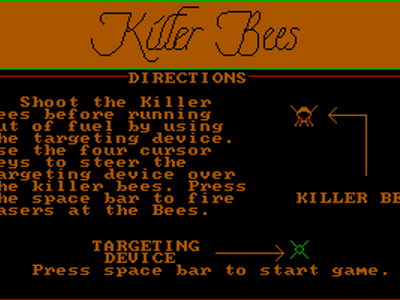 Killer Bees
DIRECTIONS
Shoot the Killer
ees before running
ut of fuel by using
he targeting device.
se the four cursor
eys to steer the
argeting device over
he killer bees. Press
he space bar to fire
asers at the Bees.
KILLER BE
TARGETING
DEVICE
Press space bar to start game.